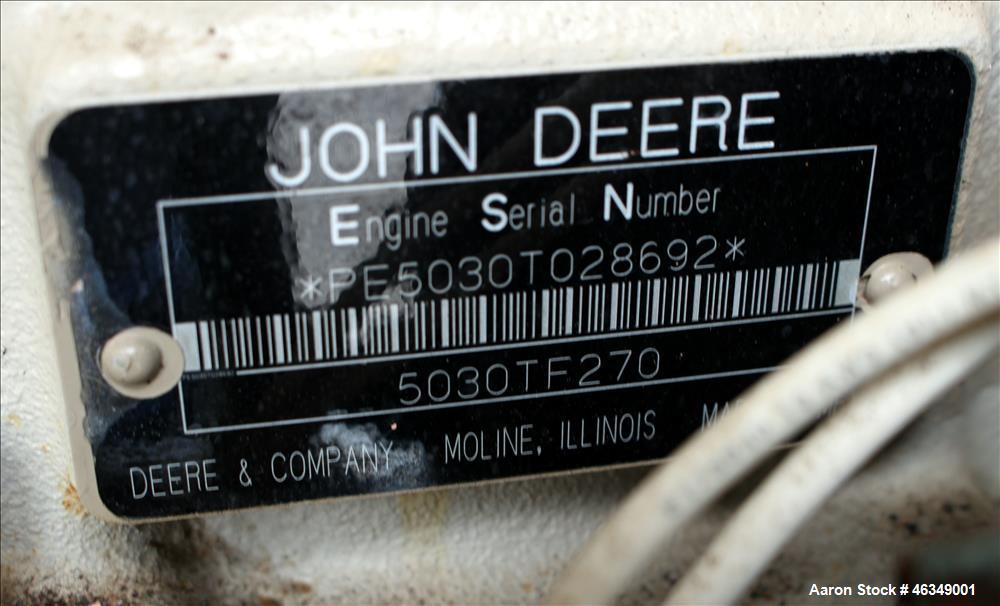 JOHN DEERE
Engine Serial Number
*PE5030T028692*
5030TF270
DEERE & COMPANY MOLINE, ILLINOIS
Aaron Stock # 46349001